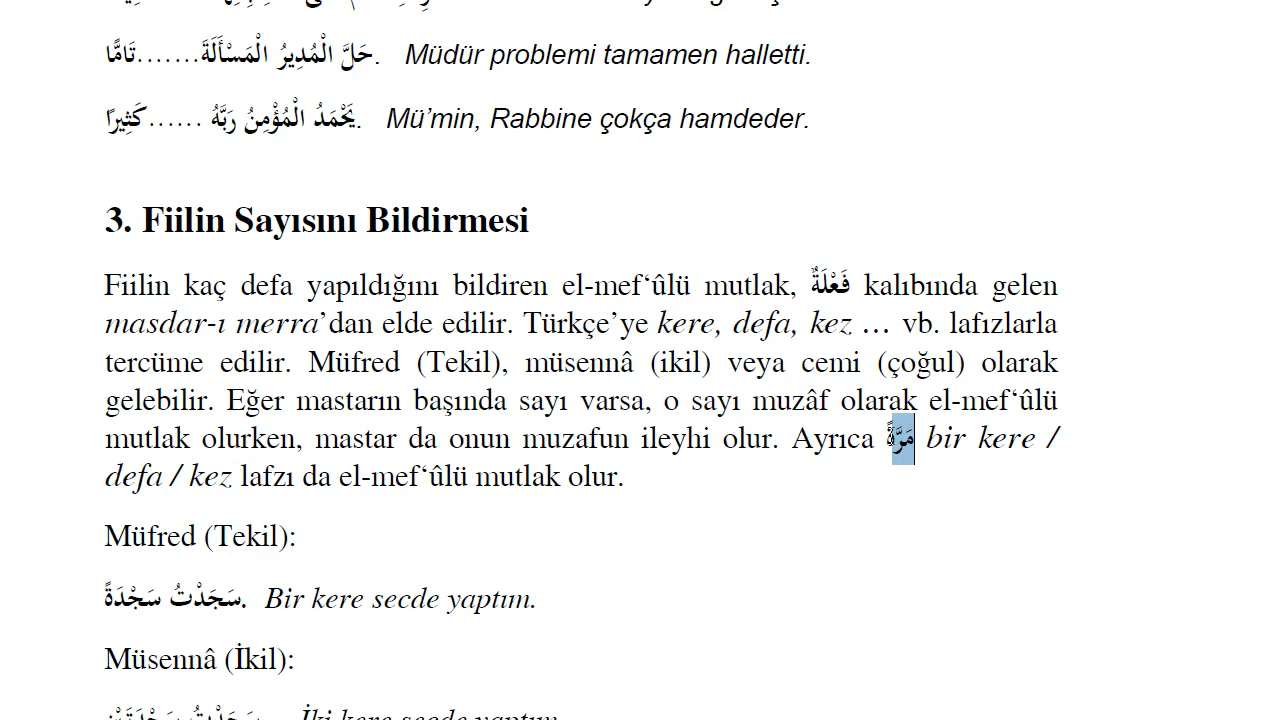 حَلَّ الْمُدِيرُ الْمَسْأَلَةَ.......تَامًّا. Müdür problemi tamamen halletti.
يَحْمَدُ الْمُؤْمِنُ رَبَّهُ ...... كَثِيرًا. Mü’min, Rabbine çokça hamdeder.
3. Fiilin Sayısını Bildirmesi
Fiilin kaç defa yapıldığını bildiren el-mef‘ûlü mutlak, فَعْلَةٌ kalıbında gelen
masdar-ı merra’dan elde edilir. Türkçe’ye kere, defa, kez … vb. lafızlarla
tercüme edilir. Müfred (Tekil), müsennâ (ikil) veya cemi (çoğul) olarak
gelebilir. Eğer mastarın başında sayı varsa, o sayı muzâf olarak el-mef‘ûlü
mutlak olurken, mastar da onun muzafun ileyhi olur. Ayrıca مَرَّةً bir kere /
defa / kez lafzı da el-mef‘ûlü mutlak olur.
Müfred (Tekil):
سَجَدْتُ سَجْدَةً. Bir kere secde yaptım.
Müsennâ (İkil):
سَجَدْتُ سَجْدَتَيْنِ İki kere secde yaptım.